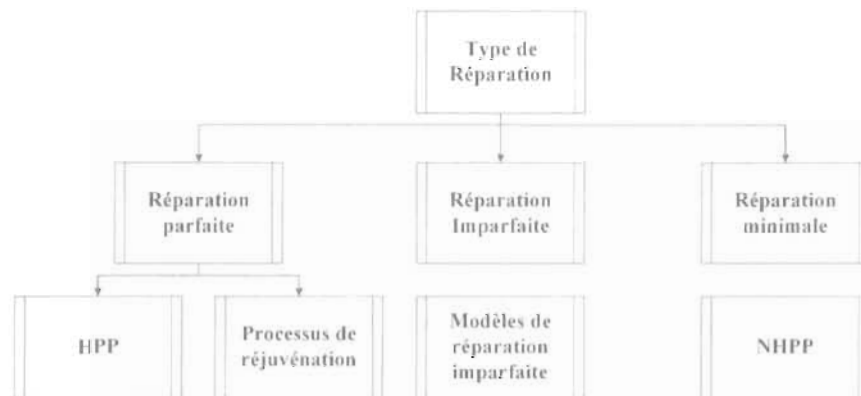 Type de
Réparation
Réparation
parfaite
Réparation
Imparfaite
Réparation
minimale
HPP
Processus de
réjuvénation
Modèles de
réparation
imparfaite
NHPP